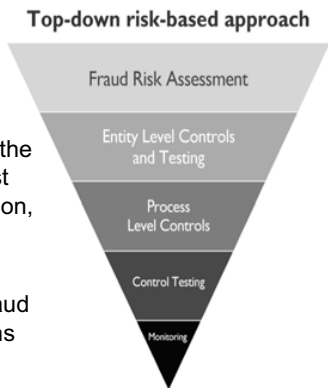 Top-down risk-based approach
Fraud Risk Assessment
the
Entity Level Controls
and Testing
st
on,
Process
Level Controls
Control Testing
aud
ns
Monitoring